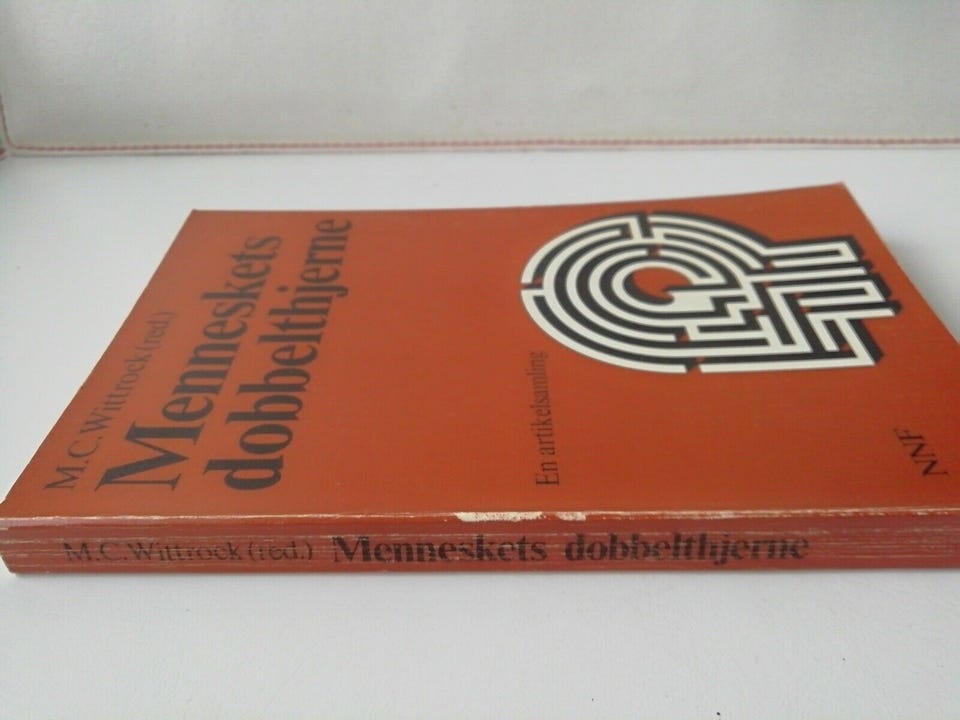 M.C.Wittrock (red.)
Menneskets
dobbelthjerne
En artikelsamling
NNF
M.C.Wittrock (red.) Menneskets dobbelthjerne